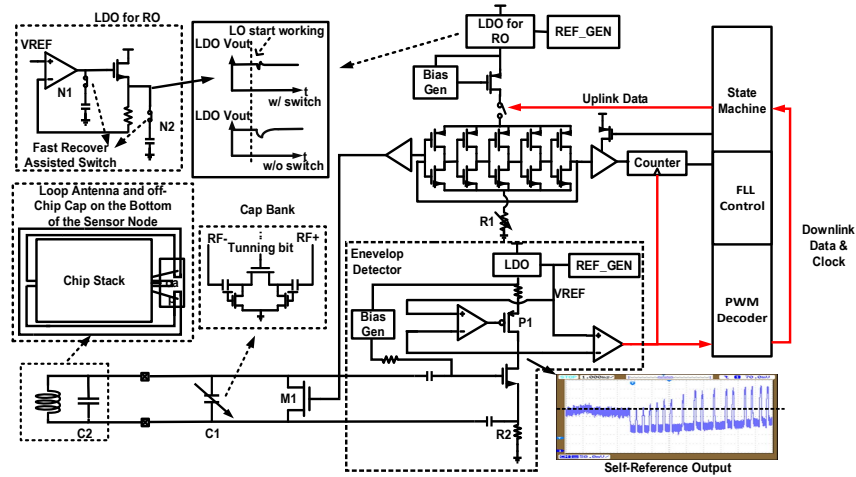 LDO for RO
VREF
N1
N2
Fast Recover
Assisted Switch
LDO Vout
LO start working
t
w/ switch
LDO Vout
t
w/o switch
LDO for
RO
REF_GEN
Bias
Gen
Uplink Data
State
Machine
Counter
FLL
Control
PWM
Decoder
Downlink
Data &
Clock
R1
Loop Antenna and off-
Chip Cap on the Bottom
of the Sensor Node
Chip Stack
Cap Bank
RF-
RF+
Tunning bit
Enevelop
Detector
LDO
REF_GEN
VREF
Bias
Gen
P1
M1
C2
C1
R2
Self-Reference Output